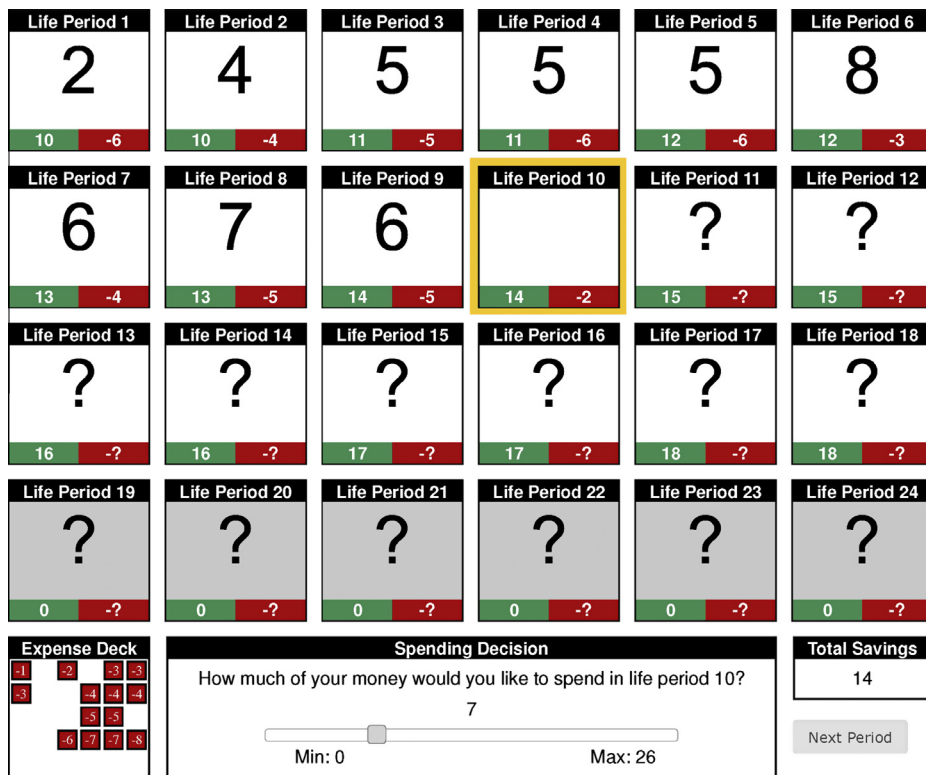 Life Period 1 Life Period 2 Life Period 3 Life Period 4 Life Period 5 Life Period 6
2 4 5 5 5 8
10 -6 10 -4 11 -5 11 -6 12 -6 12 -3
Life Period 7 Life Period 8 Life Period 9 Life Period 10 Life Period 11 Life Period 12
6 7 6 ? ?
13 -4 13 -5 14 -5 14 -2 15 -? 15 -?
Life Period 13 Life Period 14 Life Period 15 Life Period 16 Life Period 17 Life Period 18
? ? ? ? ? ?
16 -? 16 -? 17 -? 17 -? 18 -? 18 -?
Life Period 19 Life Period 20 Life Period 21 Life Period 22 Life Period 23 Life Period 24
? ? ? ? ? ?
0 -? 0 -? 0 -? 0 -? 0 -? 0 -?
Expense Deck Spending Decision Total Savings
-1 -2 -3 -3
How much of your money would you like to spend in life period 10? 14
-3 -4 -4 -4
7
-5 -5
-6 -7 -7 -8
Min: 0 Max: 26
Next Period